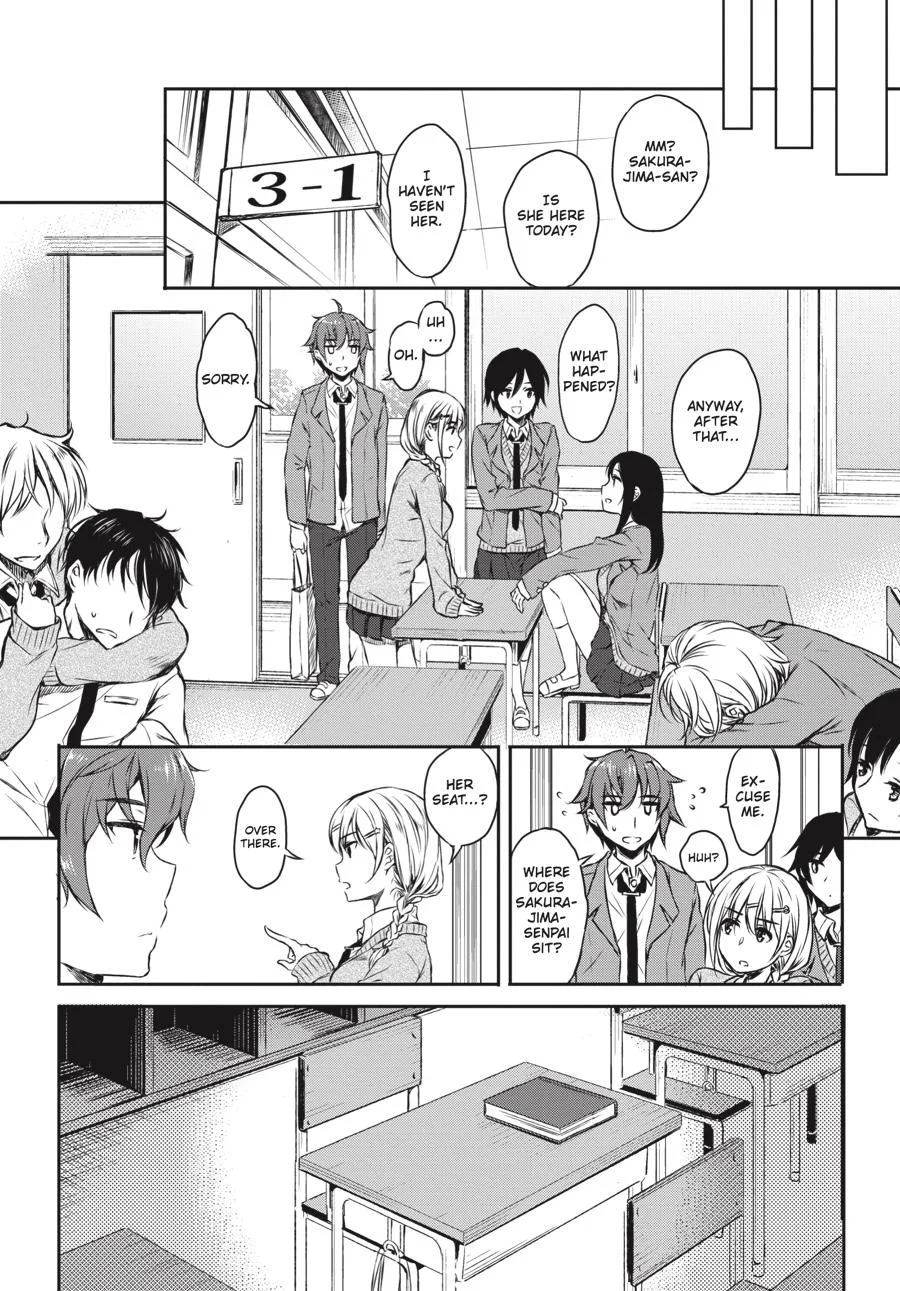 MM?
SAKURA-
JIMA-SAN?
IS
SHE HERE
TODAY?
I
HAVEN'T
SEEN
HER.
3-1
ANYWAY,
AFTER
THAT...
WHAT
HAP-
PENED?
UH
...
OH.
SORRY.
EX-
CUSE
ME.
HUH?
WHERE
DOES
SAKURA-
JIMA-
SENPAI
SIT?
HER
SEAT...?
OVER
THERE.